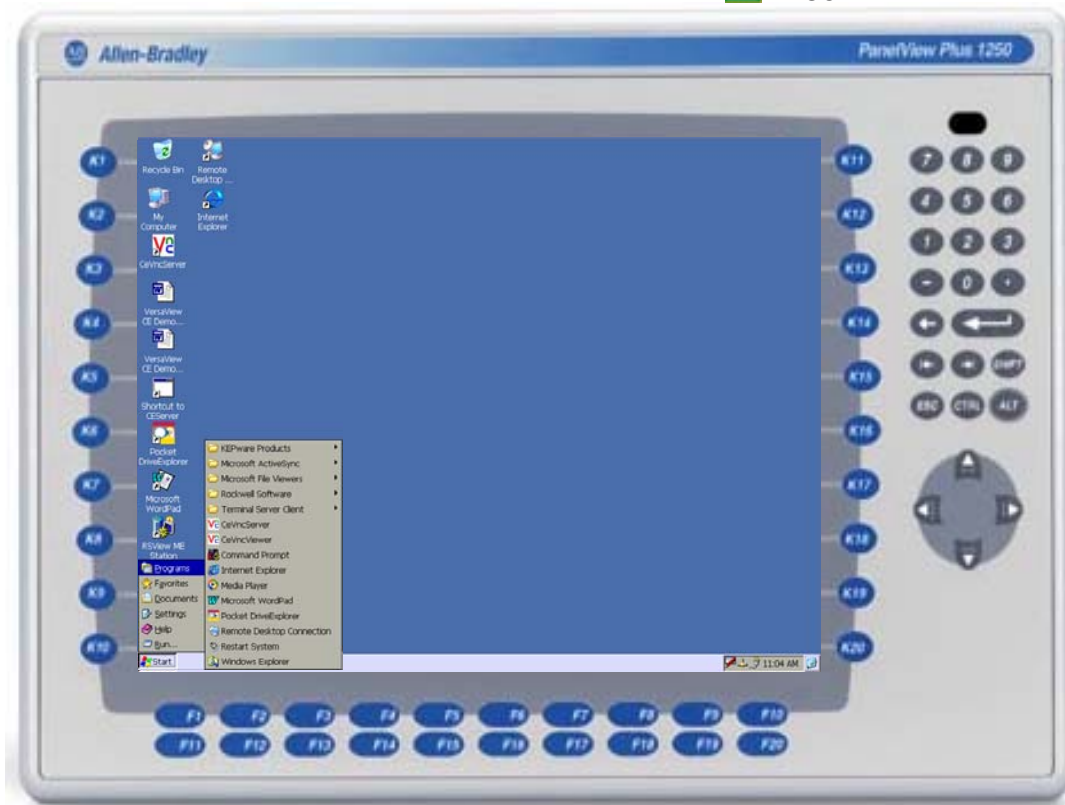 Allen-Bradley
PanelView Plus 1250
K1
K2
K3
K4
K5
K6
K7
K8
K9
K10
Recycle Bin
Remote
Desktop ...
My
Computer
Internet
Explorer
CeVncServer
VersaView
CE Demo...
VersaView
CE Demo...
Shortcut to
CEServer
Pocket
DriveExplorer
Microsoft
WordPad
RSView ME
Station
Programs
Favorites
Documents
Settings
Help
Run...
Start
KEPware Products
Microsoft ActiveSync
Microsoft File Viewers
Rockwell Software
Terminal Server Client
CeVncServer
CeVncViewer
Command Prompt
Internet Explorer
Media Player
Microsoft WordPad
Pocket DriveExplorer
Remote Desktop Connection
Restart System
Windows Explorer
11:04 AM
K11
K12
K13
K14
K15
K16
K17
K18
K19
K20
7 8 9
4 5 6
1 2 3
- 0 .
SHIFT
ESC CTRL ALT
F1 F2 F3 F4 F5 F6 F7 F8 F9 F10
F11 F12 F13 F14 F15 F16 F17 F18 F19 F20